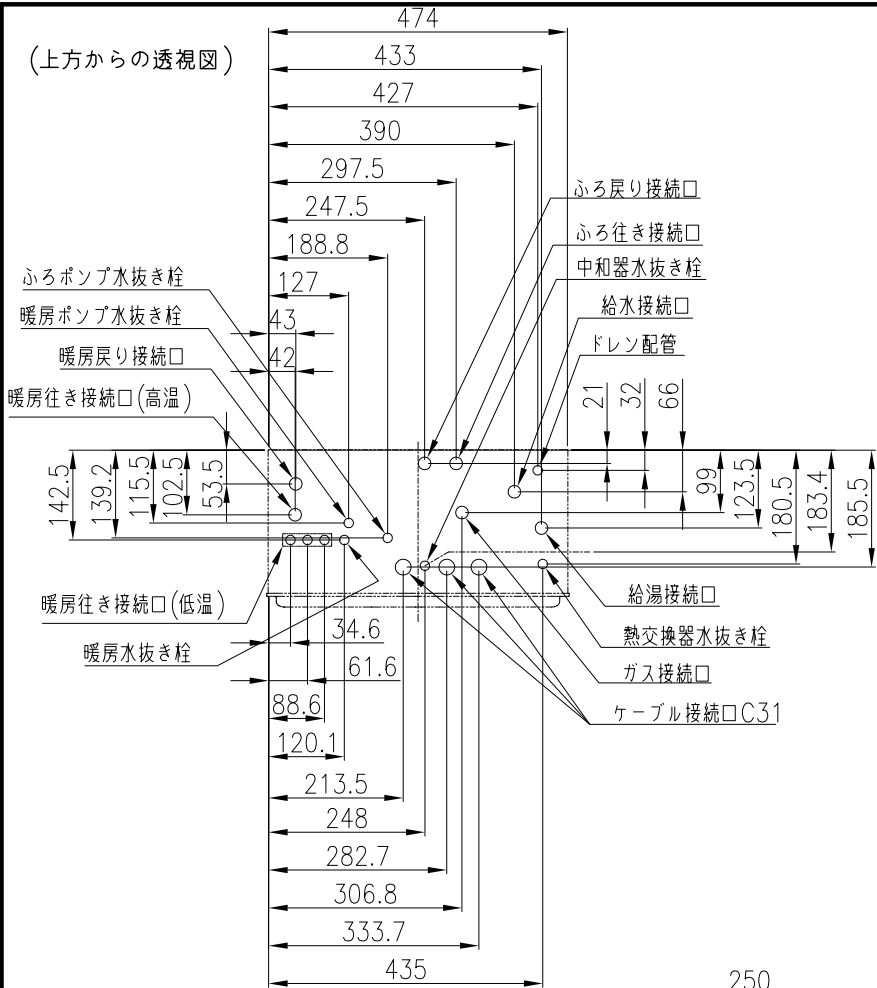 474
(上方からの透視図)
433
427
390
297.5
247.5
188.8
127
43
42
ふろ戻り接続口
ふろ往き接続口
中和器水抜き栓
給水接続口
ドレン配管
ふろポンプ水抜き栓
暖房ポンプ水抜き栓
暖房戻り接続口
暖房往き接続口(高温)
142.5
139.2
115.5
102.5
53.5
21
32
66
99
123.5
180.5
183.4
185.5
暖房往き接続口(低温)
暖房水抜き栓
給湯接続口
熱交換器水抜き栓
ガス接続口
ケーブル接続口C31
34.6
61.6
88.6
120.1
213.5
248
282.7
306.8
333.7
435
250